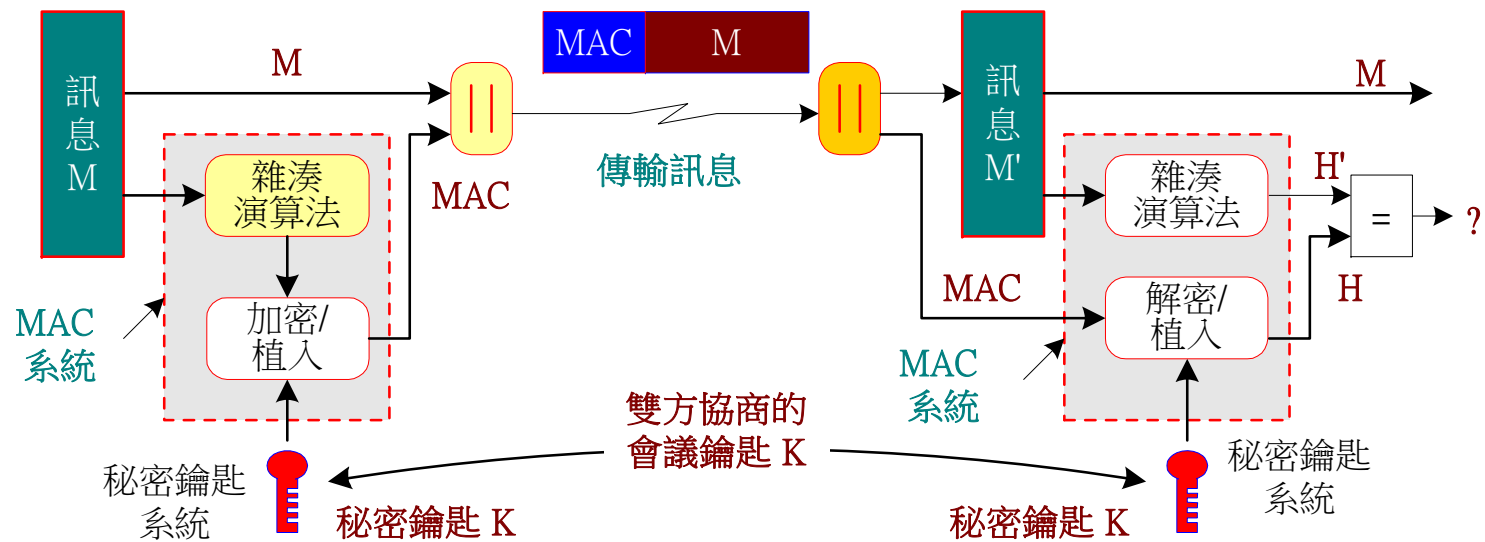 訊
息
M
M
雜湊
演算法
加密/
植入
MAC
系統
秘密鑰匙
系統
秘密鑰匙 K
MAC
||
MAC
M
傳輸訊息
雙方協商的
會議鑰匙 K
||
訊
息
M'
M
雜湊
演算法
H'
=
?
MAC
解密/
植入
H
MAC
系統
秘密鑰匙
系統
秘密鑰匙 K